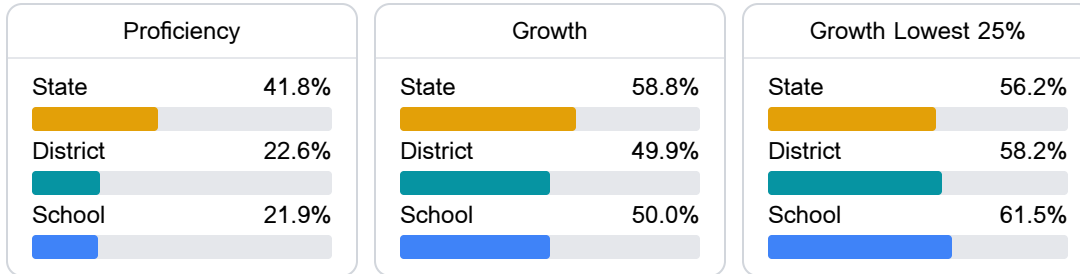 Proficiency
State 41.8%
District 22.6%
School 21.9%
Growth
State 58.8%
District 49.9%
School 50.0%
Growth Lowest 25%
State 56.2%
District 58.2%
School 61.5%